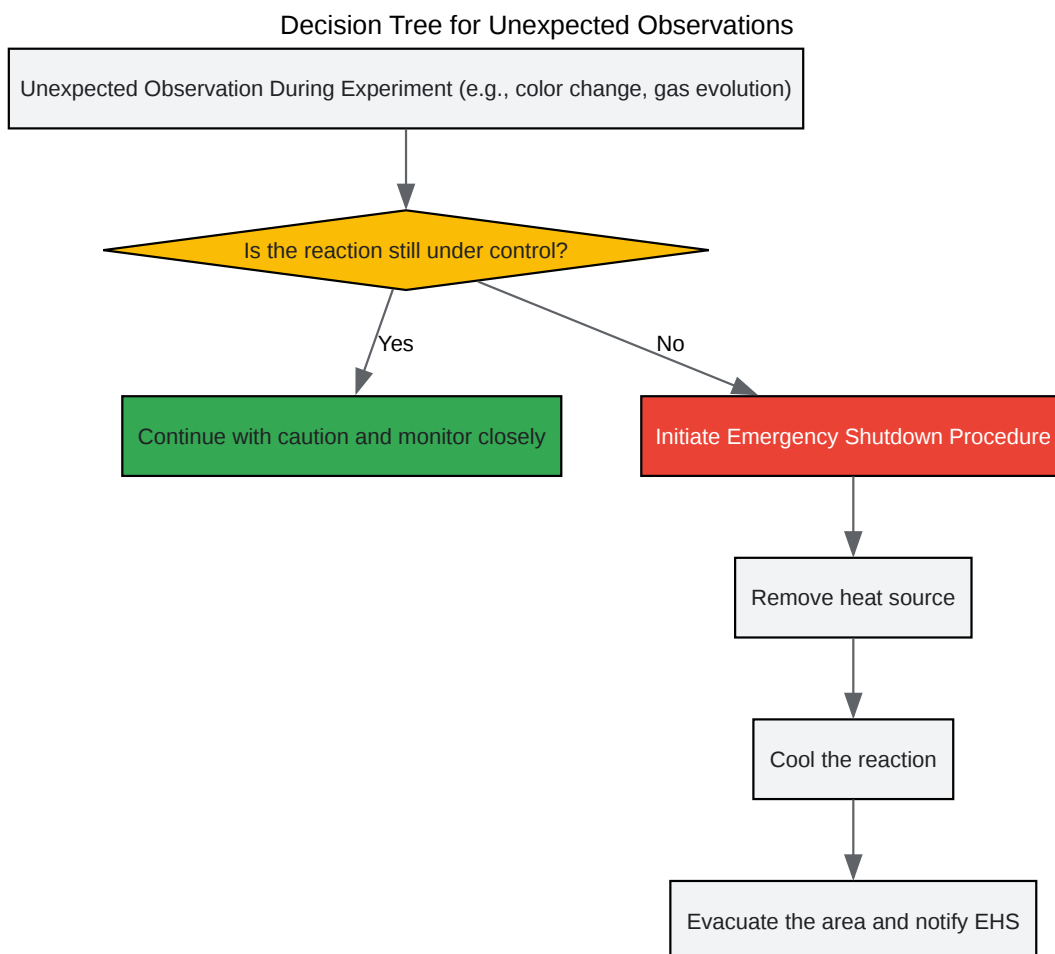 Decision Tree for Unexpected Observations
Unexpected Observation During Experiment (e.g., color change, gas evolution)
Is the reaction still under control?
Yes
No
Continue with caution and monitor closely
Initiate Emergency Shutdown Procedure
Remove heat source
Cool the reaction
Evacuate the area and notify EHS